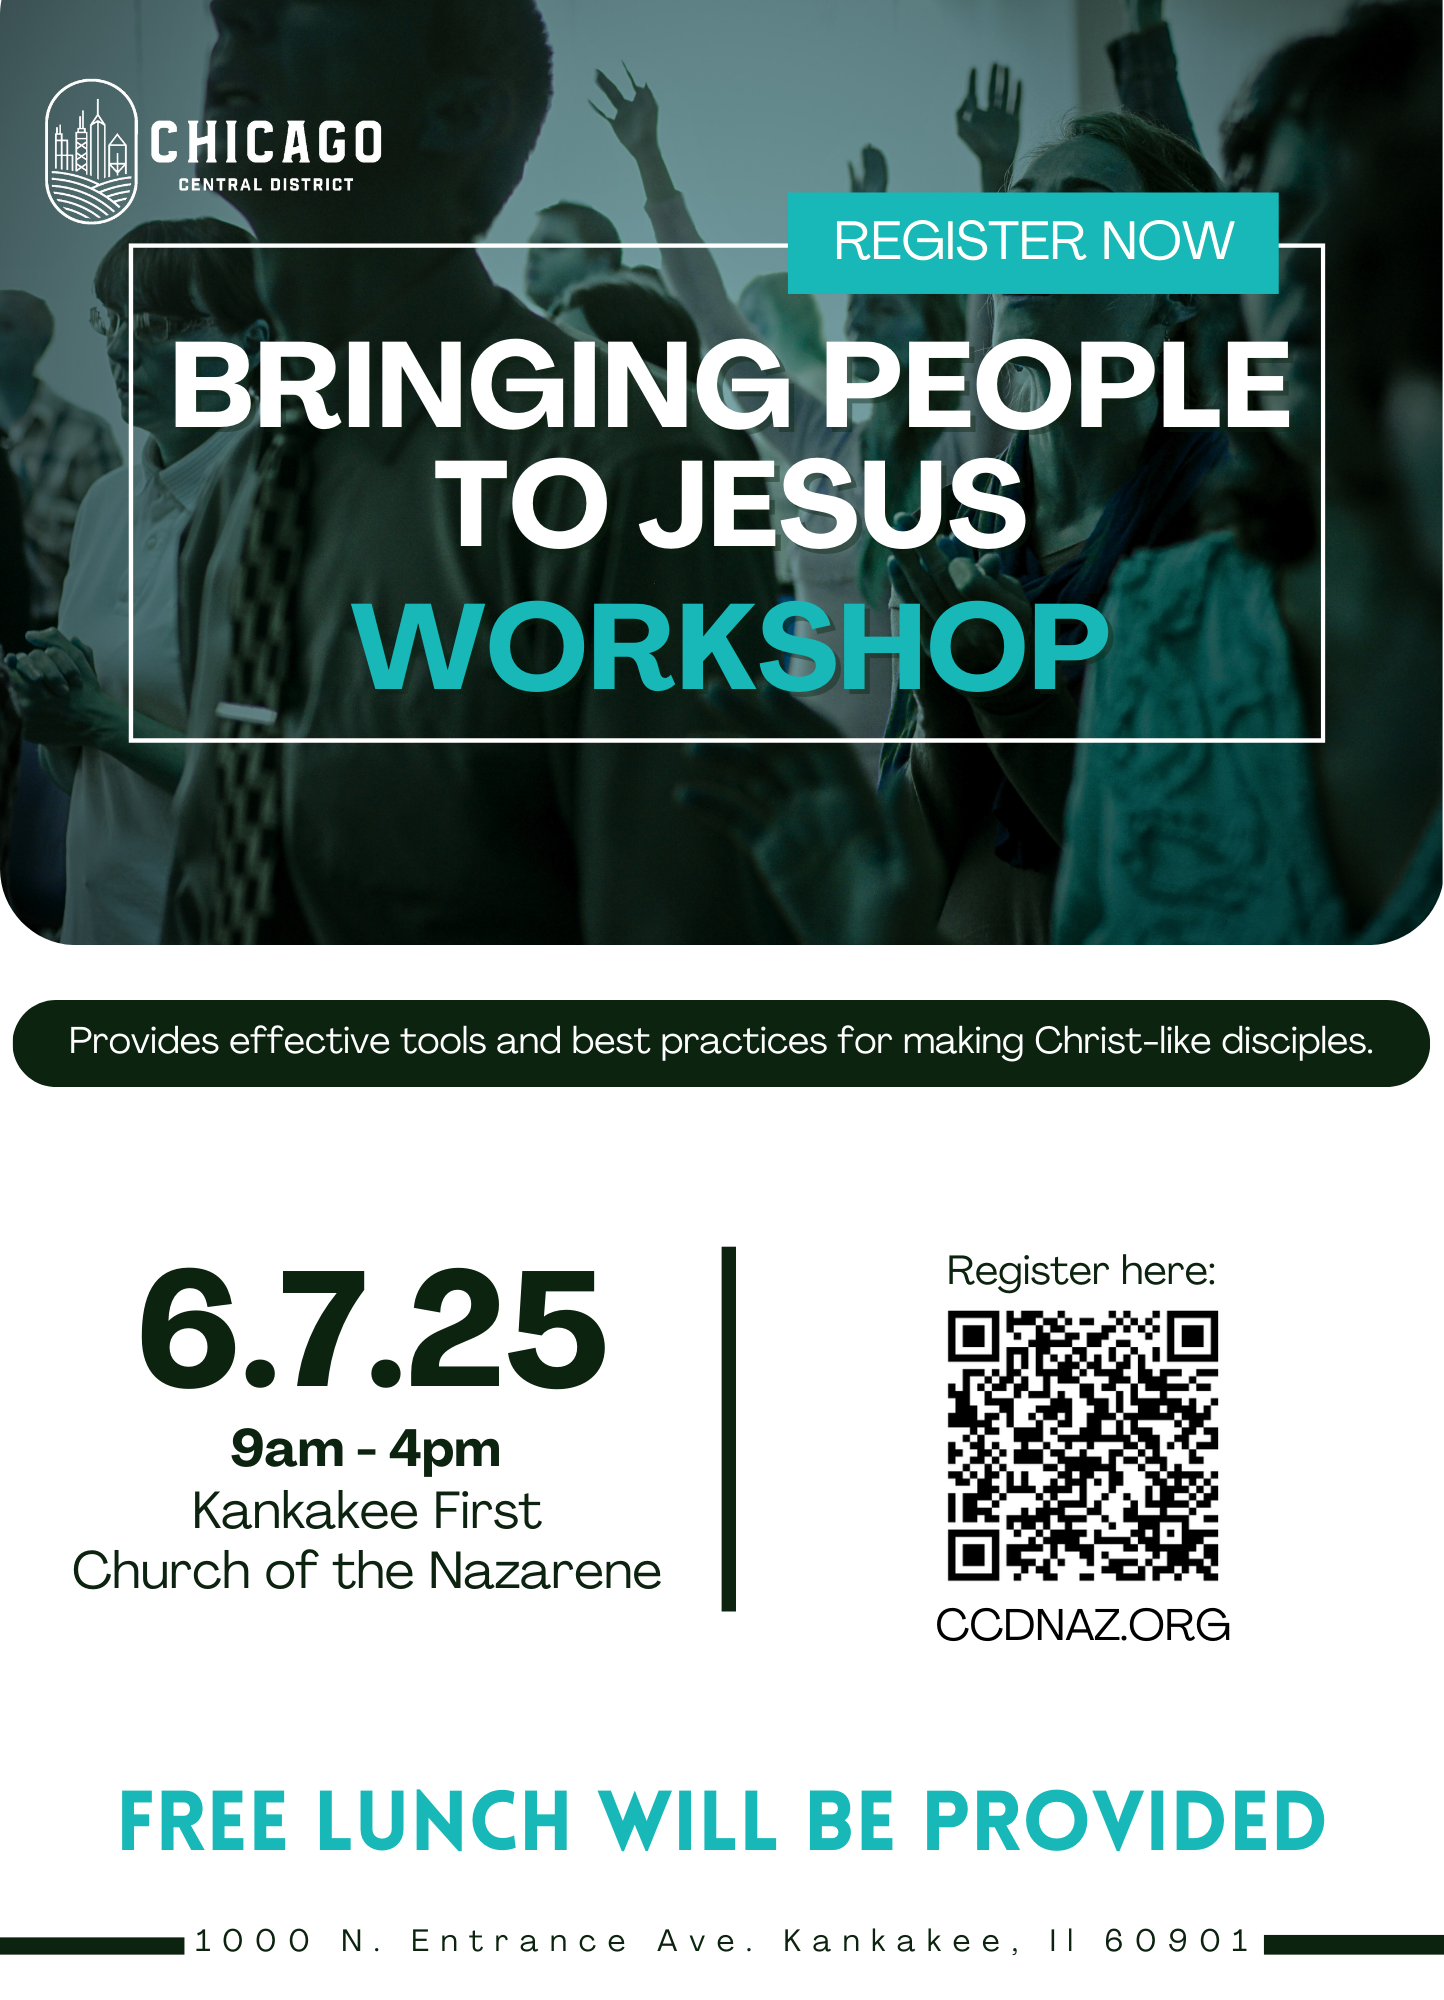 CHICAGO
CENTRAL DISTRICT
REGISTER NOW
BRINGING PEOPLE
TO JESUS
WORKSHOP
Provides effective tools and best practices for making Christ-like disciples.
6.7.25
9am - 4pm
Kankakee First
Church of the Nazarene
Register here:
CCDNAZ.ORG
FREE LUNCH WILL BE PROVIDED
1000 N. Entrance Ave. Kankakee, Il 60901